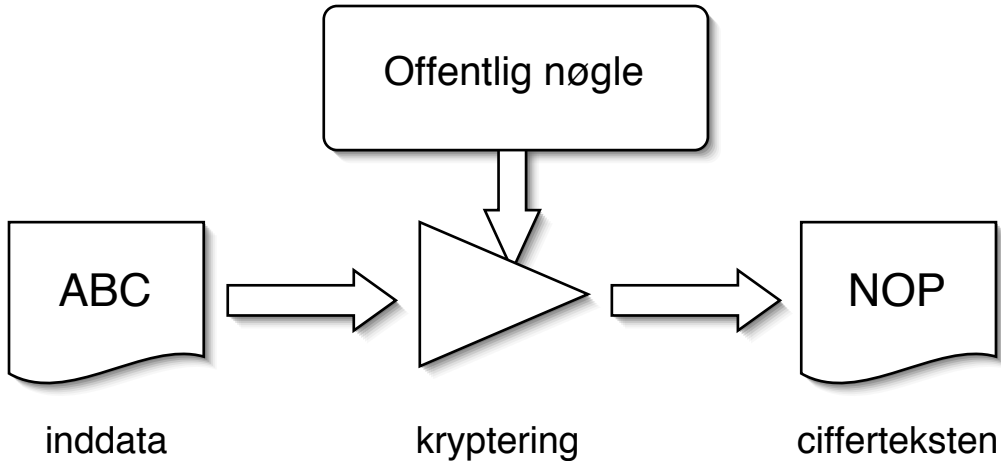 Offentlig nøgle
ABC
NOP
inddata
kryptering
cifferteksten